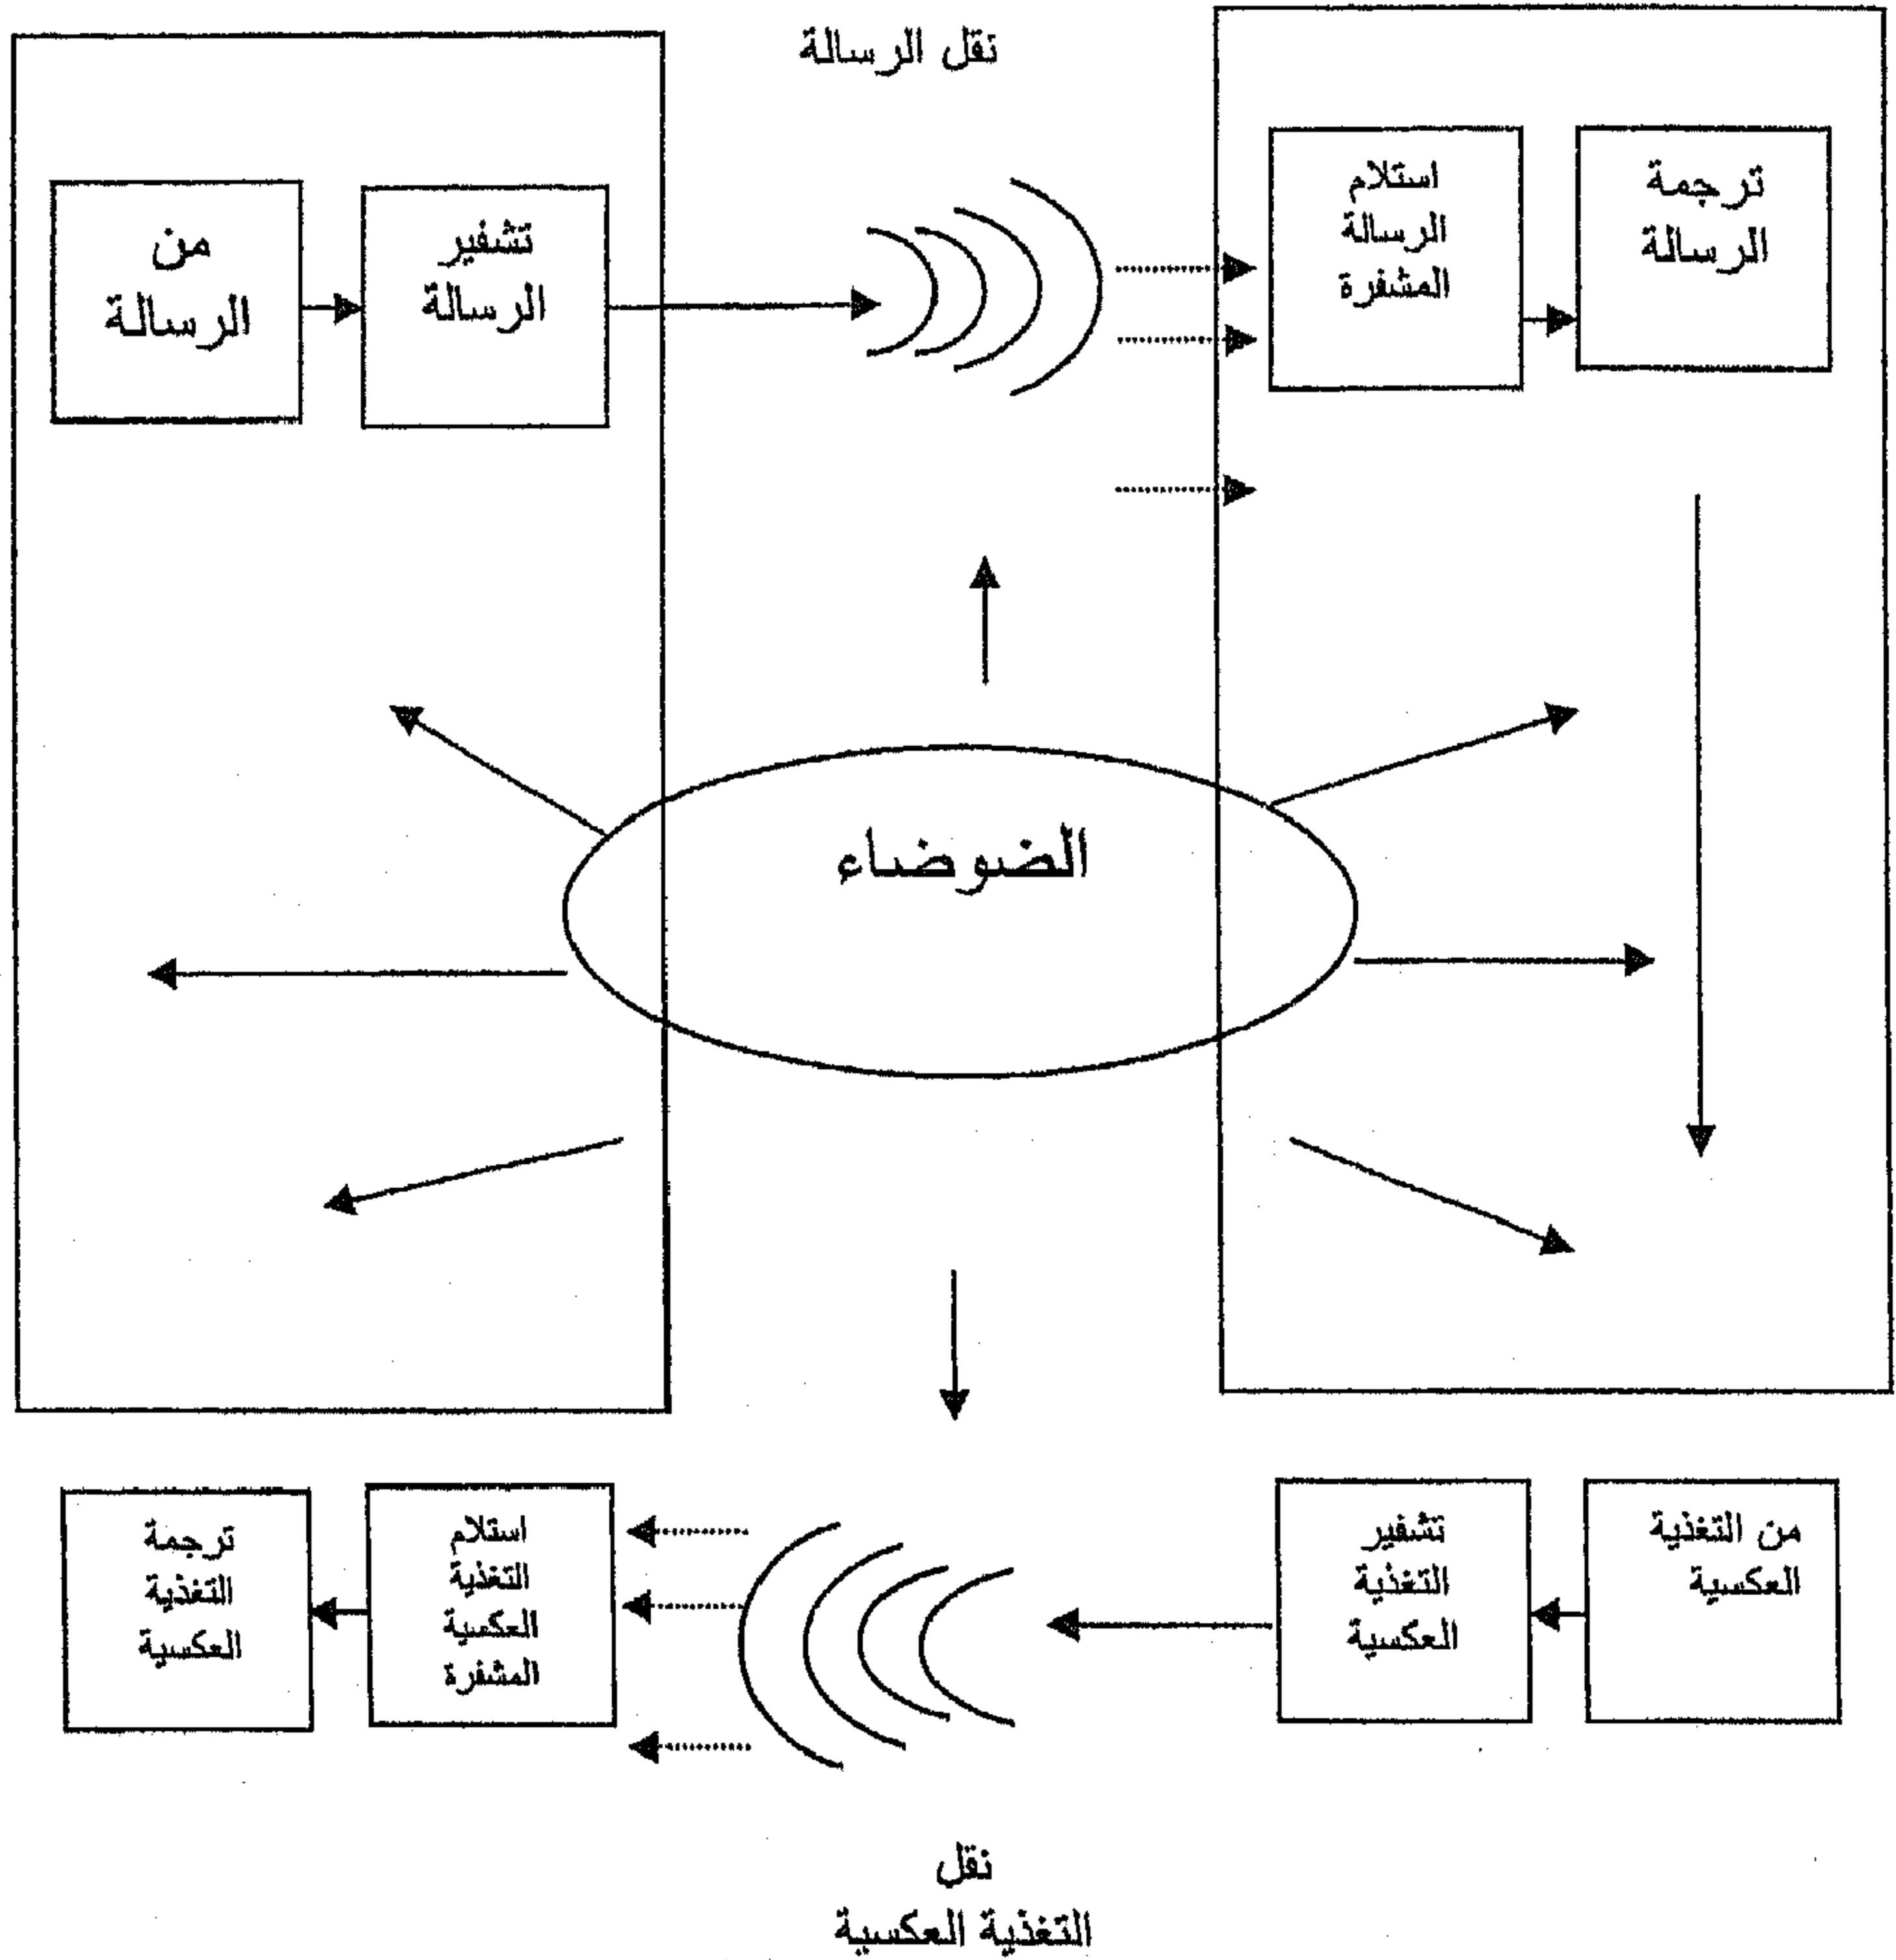 نقل الرسالة
من
الرسالة
تشفير
الرسالة
استلام
الرسالة
المشفرة
ترجمة
الرسالة
الضوضاء
من التغذية
العكسية
تشفير
التغذية
العكسية
استلام
التغذية
العكسية
المشفرة
ترجمة
التغذية
العكسية
نقل
التغذية العكسية